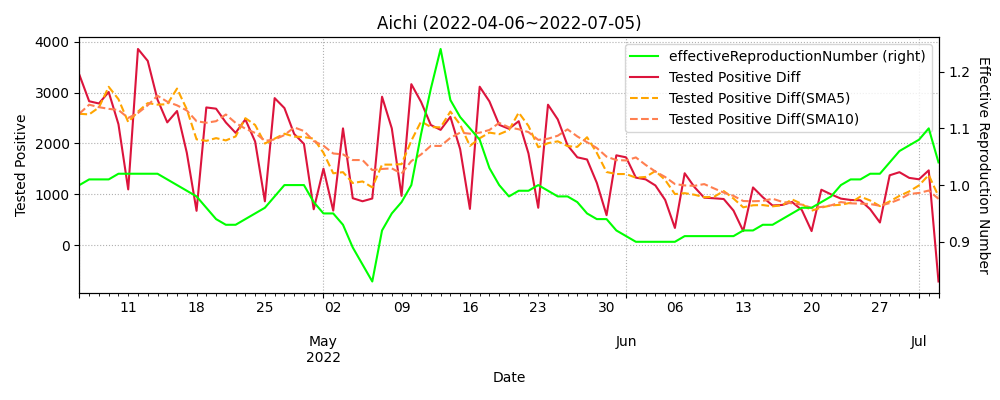 Aichi (2022-04-06~2022-07-05)
effectiveReproductionNumber (right)
Tested Positive Diff
Tested Positive Diff(SMA5)
Tested Positive Diff(SMA10)
Tested Positive
4000
3000
2000
1000
0
1.2
1.1
1.0
0.9
Effective Reproduction Number
11 18 25 02 09 16 23 30 06 13 20 27
May Jun Jul
2022
Date